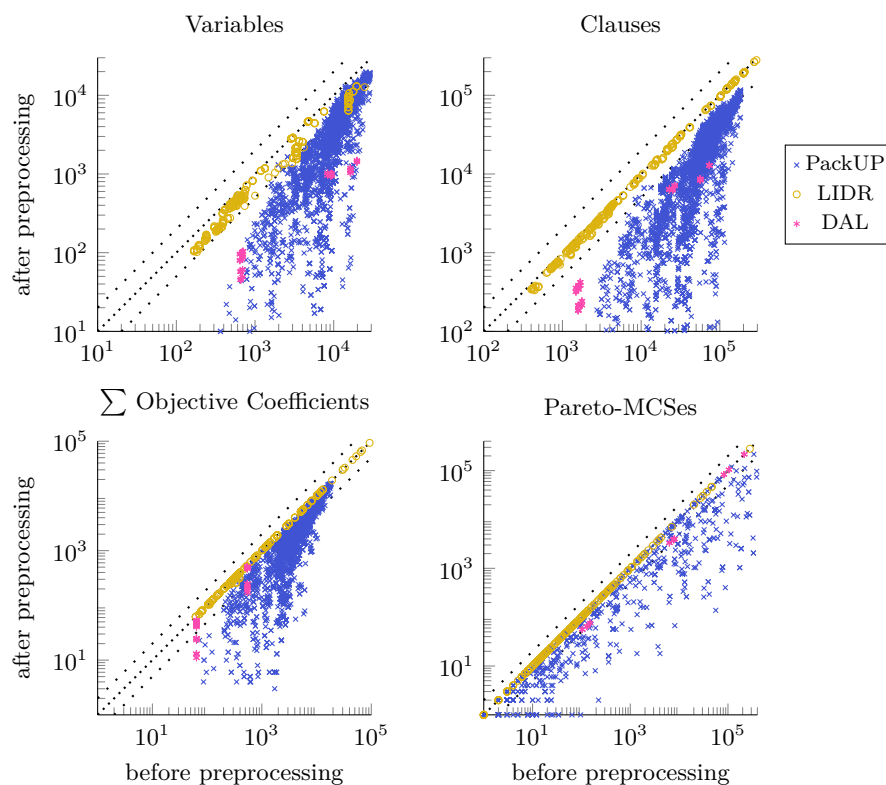 Variables
Clauses
after preprocessing
10^4
10^3
10^2
10^1
10^1
10^2
10^3
10^4
10^5
10^4
10^3
10^2
10^2
10^3
10^4
10^5
PackUP
LIDR
DAL
∑ Objective Coefficients
Pareto-MCSes
after preprocessing
10^5
10^3
10^1
10^1
10^3
10^5
before preprocessing
10^5
10^3
10^1
10^1
10^3
10^5
before preprocessing